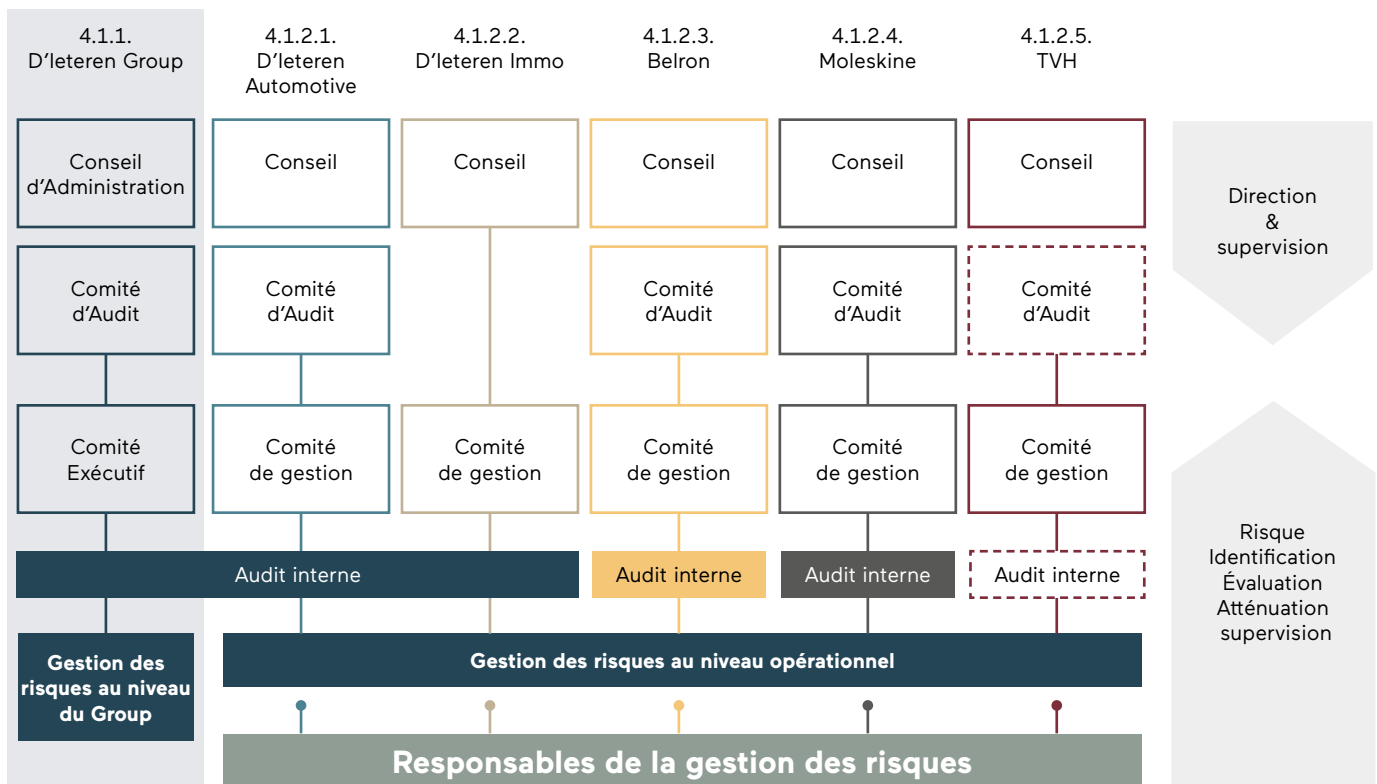 4.1.1.
D'Ieteren Group
4.1.2.1.
D'Ieteren
Automotive
4.1.2.2.
D'Ieteren Immo
4.1.2.3.
Belron
4.1.2.4.
Moleskine
4.1.2.5.
TVH
Conseil
d'Administration
Conseil
Conseil
Conseil
Conseil
Conseil
Direction
&
supervision
Comité
d'Audit
Comité
d'Audit
Comité
d'Audit
Comité
d'Audit
Comité
d'Audit
Comité
Exécutif
Comité
de gestion
Comité
de gestion
Comité
de gestion
Comité
de gestion
Comité
de gestion
Risque
Identification
Évaluation
Atténuation
supervision
Audit interne
Audit interne
Audit interne
Audit interne
Gestion des
risques au niveau
du Group
Gestion des risques au niveau opérationnel
Responsables de la gestion des risques